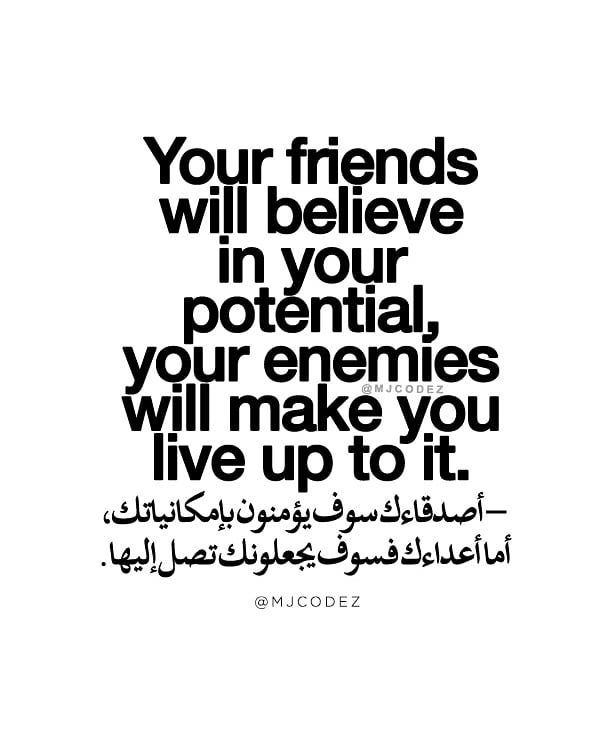 Your friends
will believe
in your
potential,
your enemies
@MJCODEZ
will make you
live up to it.
– أصدقاءك سوف يؤمنون بإمكانياتك،
أما أعداءك فسوف يجعلونك تصل إليها.
@MJCODEZ